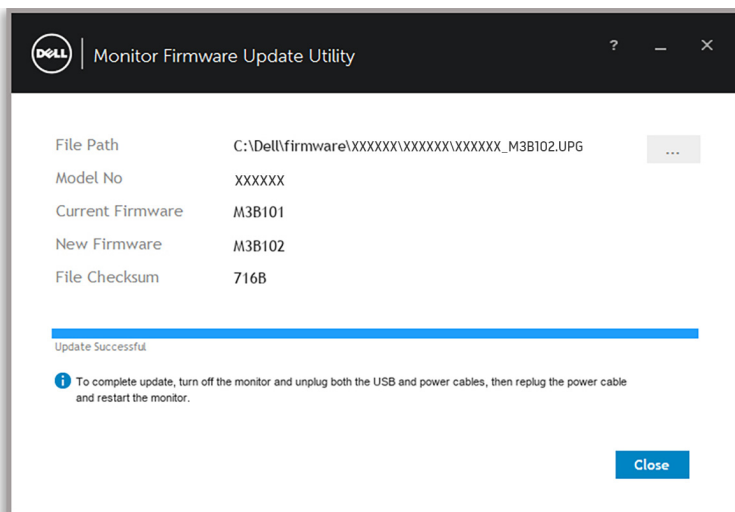 DELL Monitor Firmware Update Utility ? _ ×
File Path C:\Dell\firmware\XXXXXX\XXXXXX\XXXXXX_M3B102.UPG ...
Model No XXXXXX
Current Firmware M3B101
New Firmware M3B102
File Checksum 716B
Update Successful
i To complete update, turn off the monitor and unplug both the USB and power cables, then replug the power cable
and restart the monitor.
Close